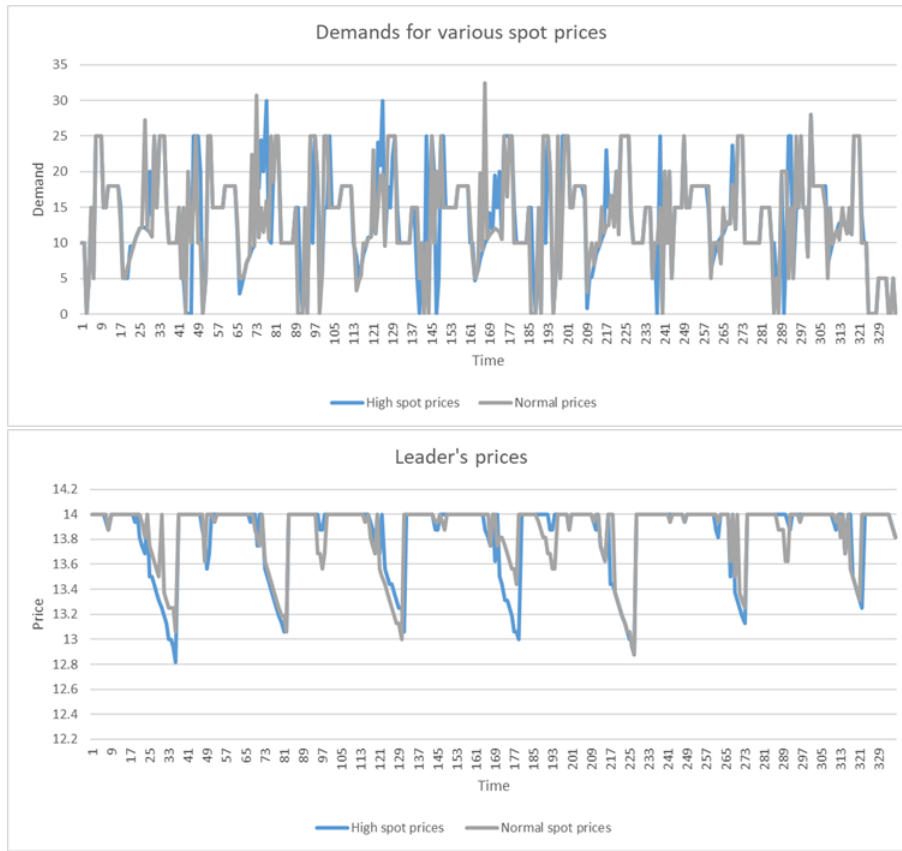 Demands for various spot prices
35
30
25
20
15
10
5
0
Demand
1 9 17 25 33 41 49 57 65 73 81 89 97 105 113 121 129 137 145 153 161 169 177 185 193 201 209 217 225 233 241 249 257 265 273 281 289 297 305 313 321 329
Time
High spot prices Normal prices
Leader's prices
14.2
14
13.8
13.6
13.4
13.2
13
12.8
12.6
12.4
12.2
Price
1 9 17 25 33 41 49 57 65 73 81 89 97 105 113 121 129 137 145 153 161 169 177 185 193 201 209 217 225 233 241 249 257 265 273 281 289 297 305 313 321 329
Time
High spot prices Normal spot prices